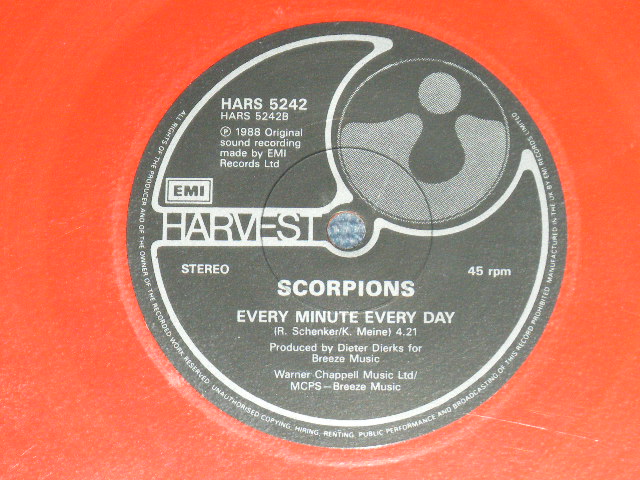 HARS 5242
HARS 5242B
Ⓟ 1988 Original
sound recording
made by EMI
Records Ltd
EMI
HARVEST
STEREO
45 rpm
SCORPIONS
EVERY MINUTE EVERY DAY
(R. Schenker/K. Meine) 4.21
Produced by Dieter Dierks for
Breeze Music
Warner Chappell Music Ltd/
MCPS—Breeze Music
ALL RIGHTS OF THE PRODUCER AND OF THE OWNER OF THE RECORDED WORK RESERVED. UNAUTHORISED COPYING, HIRING, RENTING, PUBLIC PERFORMANCE AND BROADCASTING OF THIS RECORD PROHIBITED. MANUFACTURED IN THE U.K. BY EMI RECORDS LIMITED